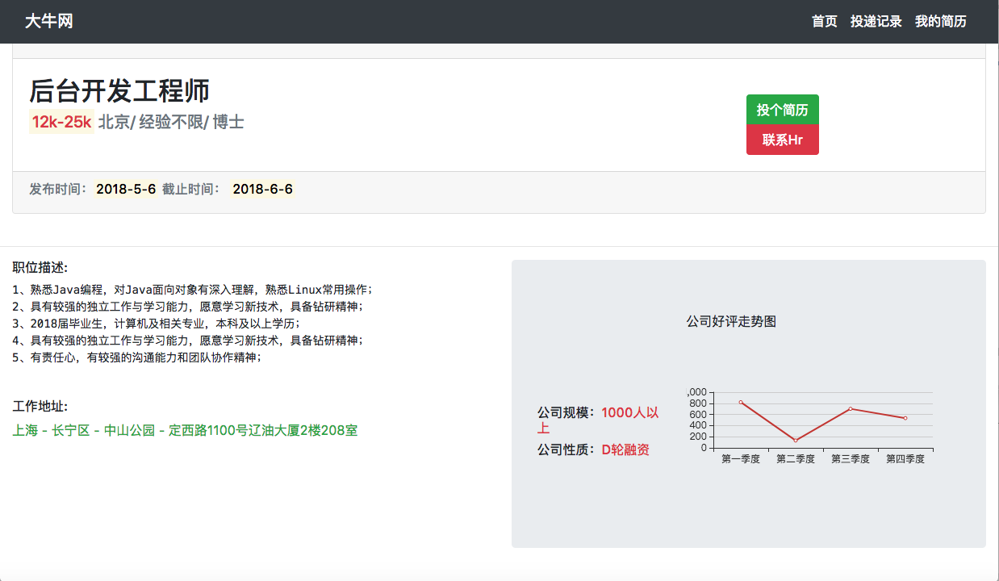 大牛网
首页 投递记录 我的简历
后台开发工程师
12k-25k 北京/ 经验不限/ 博士
投个简历
联系Hr
发布时间： 2018-5-6 截止时间： 2018-6-6
职位描述:
1、熟悉Java编程，对Java面向对象有深入理解，熟悉Linux常用操作；
2、具有较强的独立工作与学习能力，愿意学习新技术，具备钻研精神；
3、2018届毕业生，计算机及相关专业，本科及以上学历；
4、具有较强的独立工作与学习能力，愿意学习新技术，具备钻研精神；
5、有责任心，有较强的沟通能力和团队协作精神；
工作地址:
上海 - 长宁区 - 中山公园 - 定西路1100号辽油大厦2楼208室
公司好评走势图
公司规模：1000人以
上
公司性质：D轮融资
,000
800
600
400
200
0
第一季度 第二季度 第三季度 第四季度